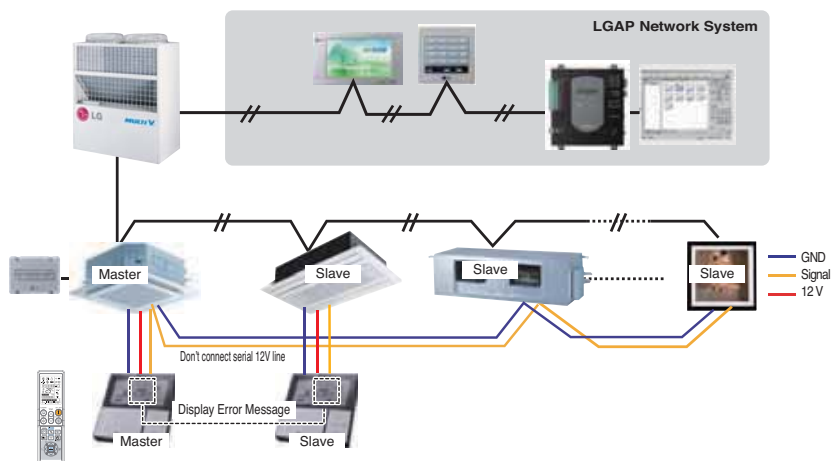 LGAP Network System
LG
MULTI V
Master
Slave
Slave
Slave
GND
Signal
12 V
Don't connect serial 12V line
Display Error Message
Master
Slave